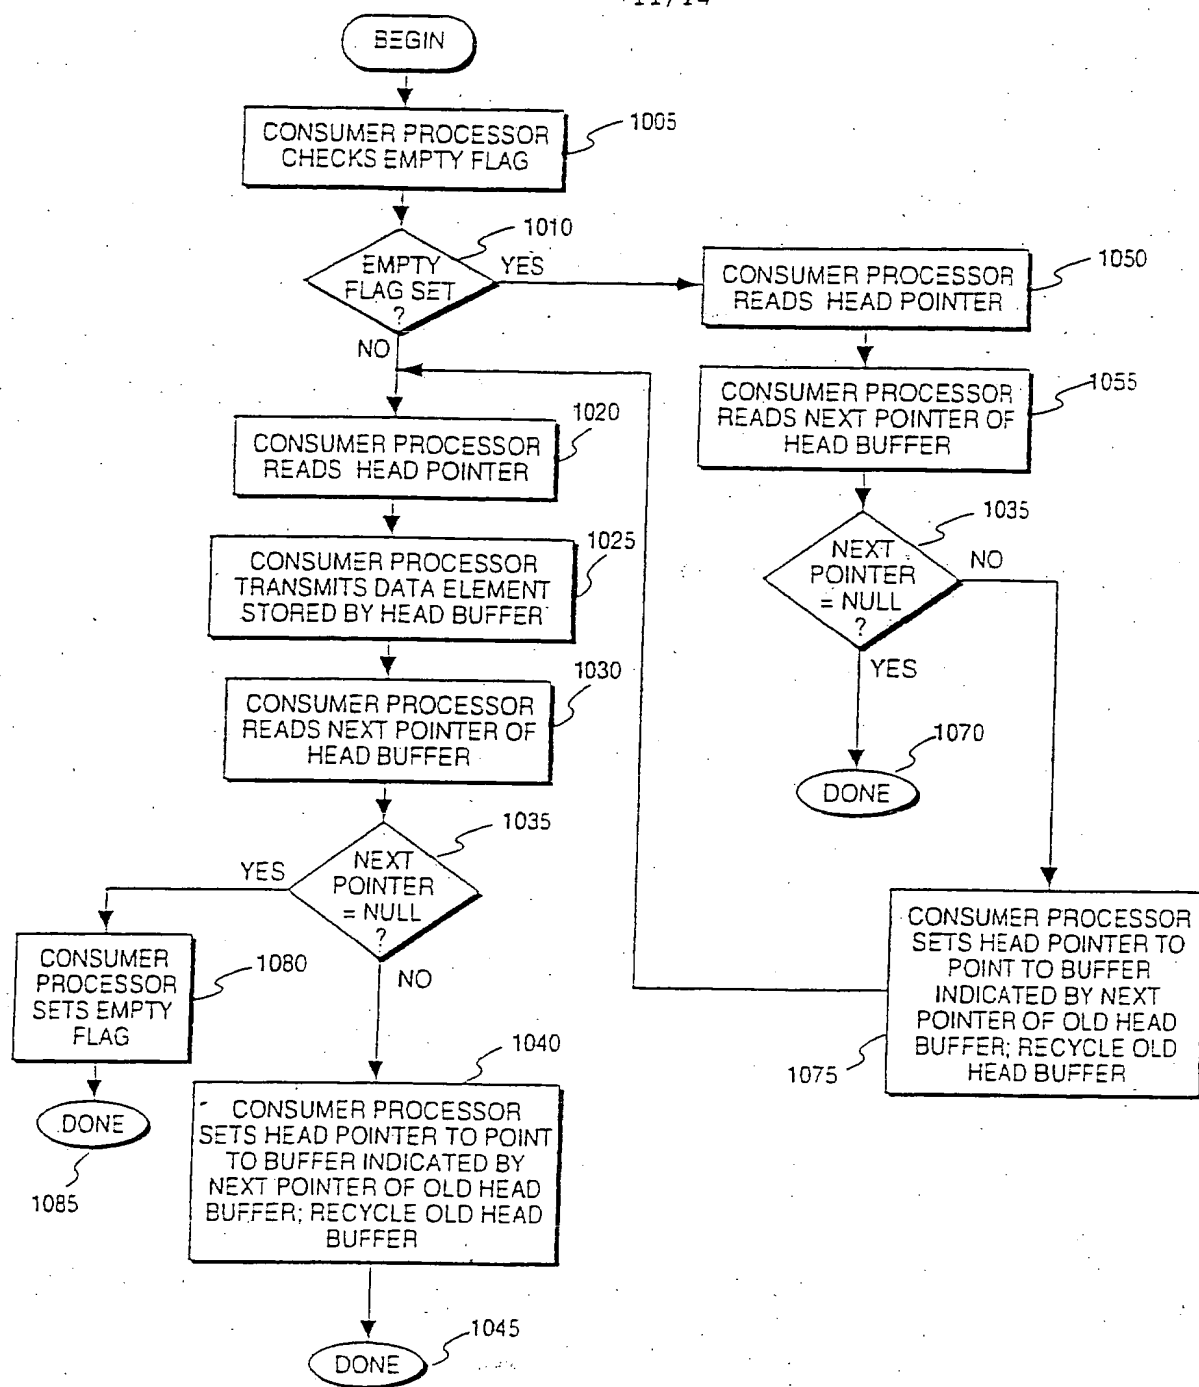 11/14
BEGIN
CONSUMER PROCESSOR
CHECKS EMPTY FLAG
1005
EMPTY
FLAG SET
?
1010
YES
NO
CONSUMER PROCESSOR
READS HEAD POINTER
1050
CONSUMER PROCESSOR
READS NEXT POINTER OF
HEAD BUFFER
1055
CONSUMER PROCESSOR
READS HEAD POINTER
1020
CONSUMER PROCESSOR
TRANSMITS DATA ELEMENT
STORED BY HEAD BUFFER
1025
NEXT
POINTER
= NULL
?
1035
NO
YES
CONSUMER PROCESSOR
READS NEXT POINTER OF
HEAD BUFFER
1030
DONE
1070
NEXT
POINTER
= NULL
?
1035
YES
NO
CONSUMER
PROCESSOR
SETS EMPTY
FLAG
1080
DONE
1085
CONSUMER PROCESSOR
SETS HEAD POINTER TO
POINT TO BUFFER
INDICATED BY NEXT
POINTER OF OLD HEAD
BUFFER; RECYCLE OLD
HEAD BUFFER
1075
1040
CONSUMER PROCESSOR
SETS HEAD POINTER TO POINT
TO BUFFER INDICATED BY
NEXT POINTER OF OLD HEAD
BUFFER; RECYCLE OLD HEAD
BUFFER
DONE
1045